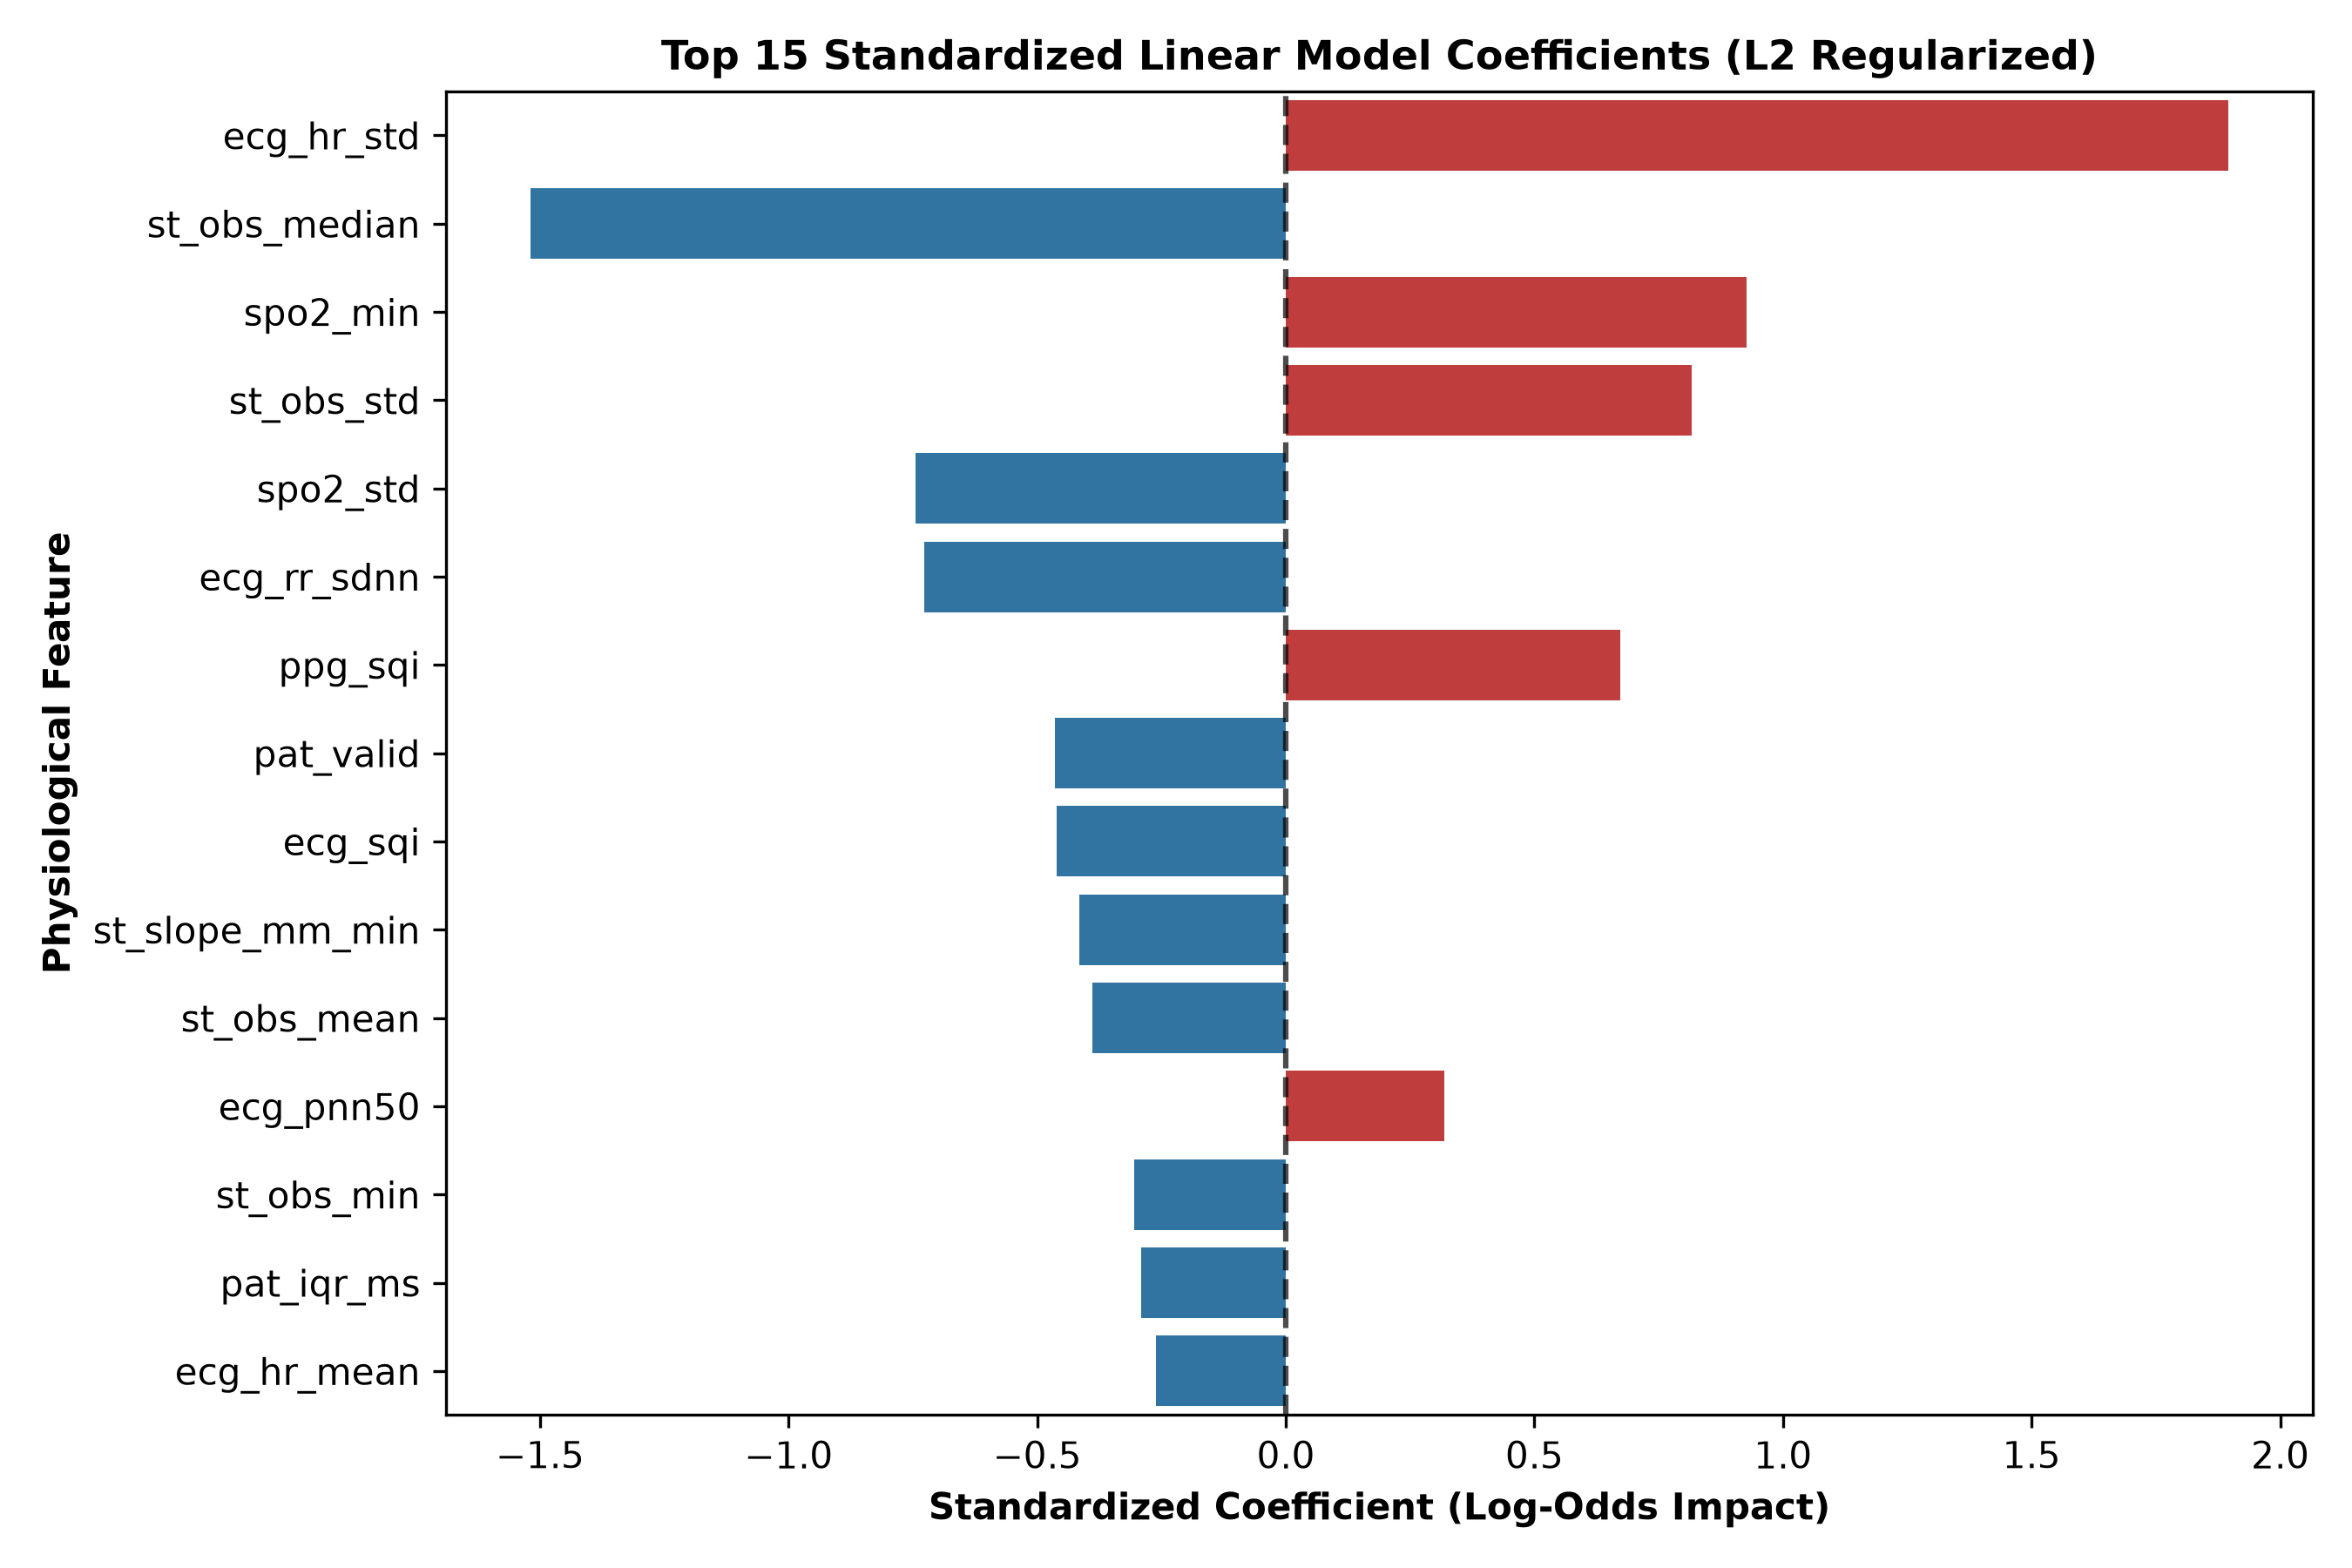 Top 15 Standardized Linear Model Coefficients (L2 Regularized)
Physiological Feature
ecg_hr_std
st_obs_median
spo2_min
st_obs_std
spo2_std
ecg_rr_sdnn
ppg_sqi
pat_valid
ecg_sqi
st_slope_mm_min
st_obs_mean
ecg_pnn50
st_obs_min
pat_iqr_ms
ecg_hr_mean
−1.5 −1.0 −0.5 0.0 0.5 1.0 1.5 2.0
Standardized Coefficient (Log-Odds Impact)